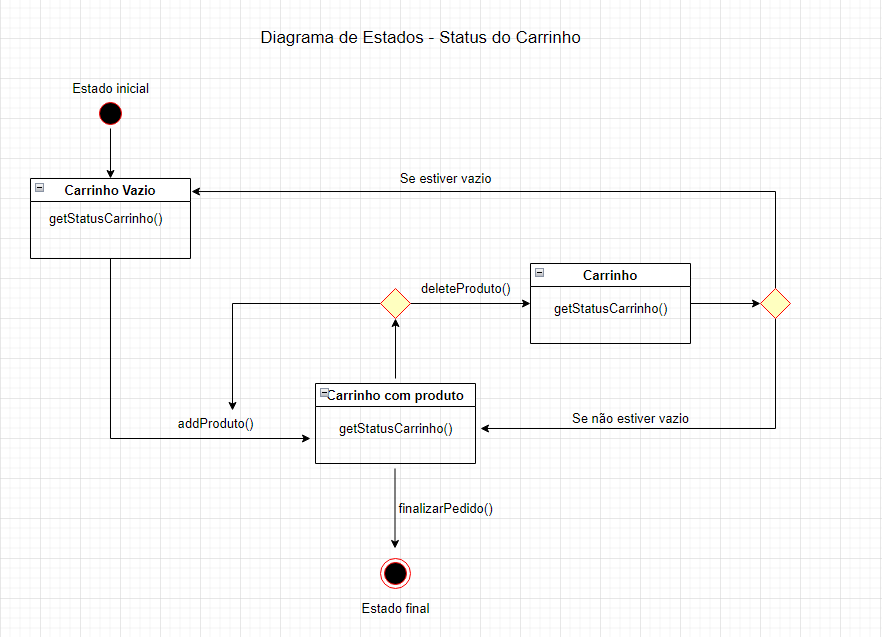 Diagrama de Estados - Status do Carrinho
Estado inicial
Carrinho Vazio
getStatusCarrinho()
Se estiver vazio
deleteProduto()
Carrinho
getStatusCarrinho()
addProduto()
Carrinho com produto
getStatusCarrinho()
Se não estiver vazio
finalizarPedido()
Estado final